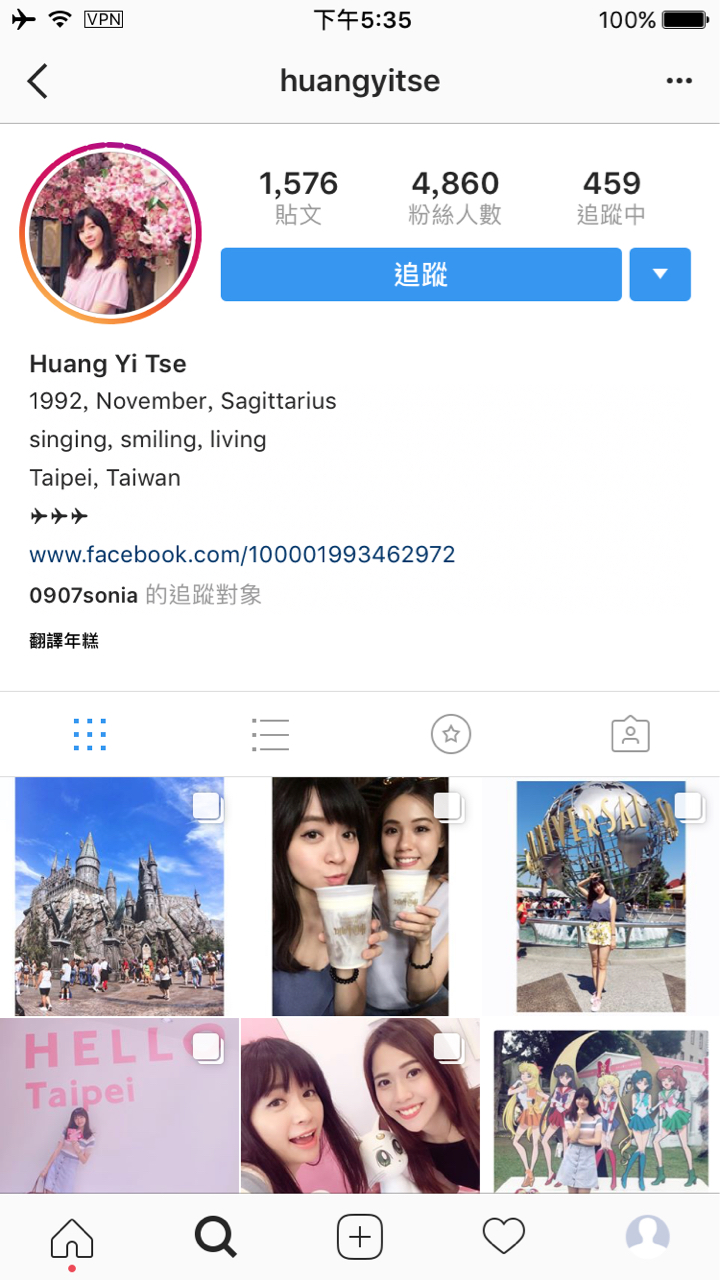 VPN 下午5:35 100%
huangyitse
1,576 4,860 459
貼文 粉絲人數 追蹤中
追蹤
Huang Yi Tse
1992, November, Sagittarius
singing, smiling, living
Taipei, Taiwan
✈✈✈
www.facebook.com/100001993462972
0907sonia 的追蹤對象
翻譯年糕
UNIVERSAL
HELLO
Taipei